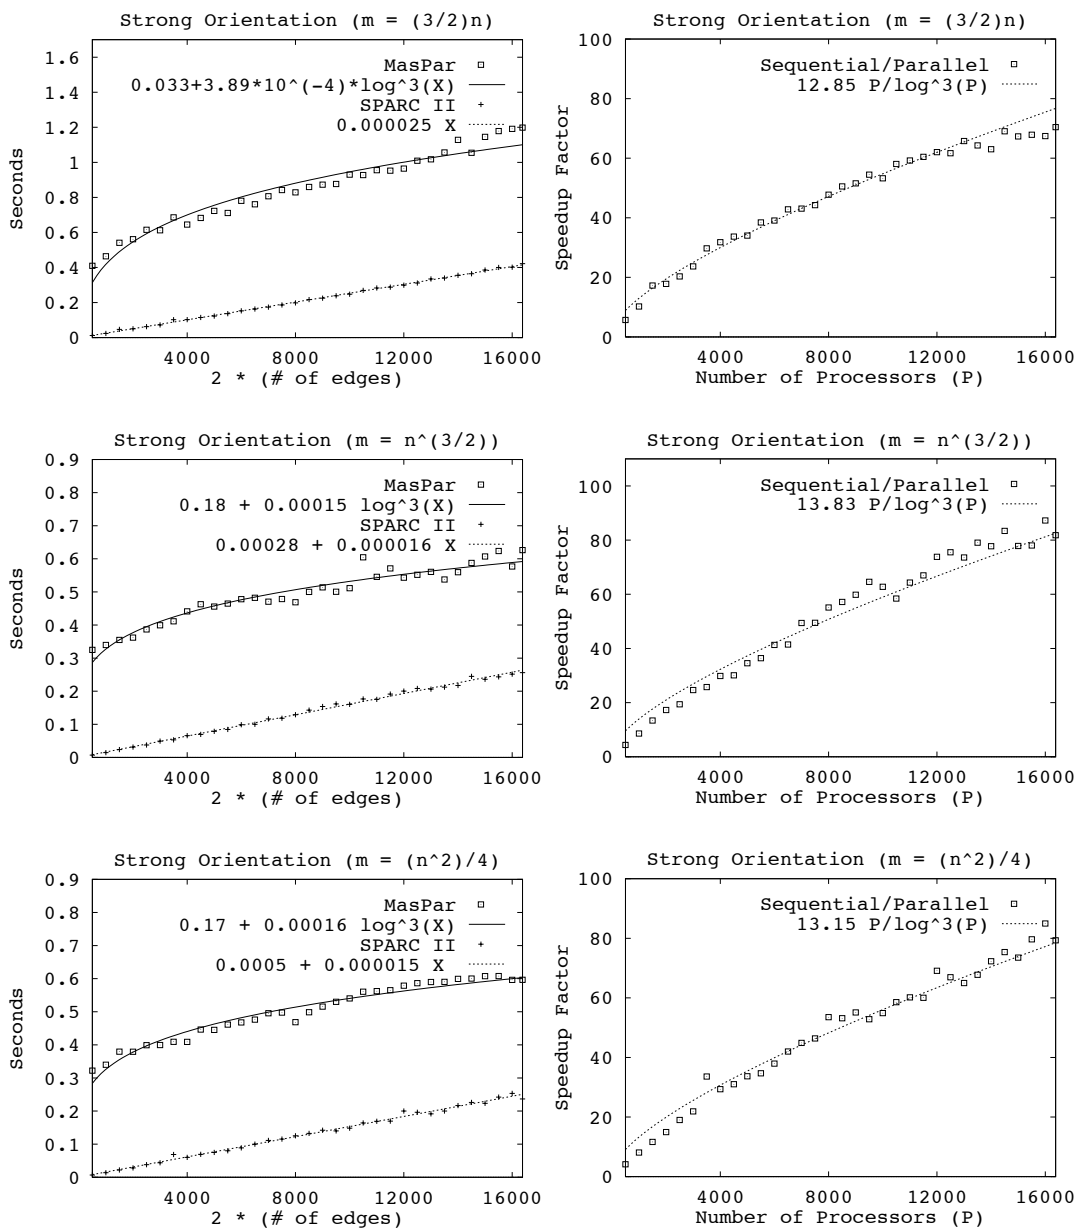 Strong Orientation (m = (3/2)n)
1.6
1.4
1.2
1
0.8
0.6
0.4
0.2
0
Seconds
MasPar
0.033+3.89*10^(-4)*log^3(X)
SPARC II
0.000025 X
4000 8000 12000 16000
2 * (# of edges)
Strong Orientation (m = (3/2)n)
100
80
60
40
20
0
Speedup Factor
Sequential/Parallel
12.85 P/log^3(P)
4000 8000 12000 16000
Number of Processors (P)
Strong Orientation (m = n^(3/2))
0.9
0.8
0.7
0.6
0.5
0.4
0.3
0.2
0.1
0
Seconds
MasPar
0.18 + 0.00015 log^3(X)
SPARC II
0.00028 + 0.000016 X
4000 8000 12000 16000
2 * (# of edges)
Strong Orientation (m = n^(3/2))
100
80
60
40
20
0
Speedup Factor
Sequential/Parallel
13.83 P/log^3(P)
4000 8000 12000 16000
Number of Processors (P)
Strong Orientation (m = (n^2)/4)
0.9
0.8
0.7
0.6
0.5
0.4
0.3
0.2
0.1
0
Seconds
MasPar
0.17 + 0.00016 log^3(X)
SPARC II
0.0005 + 0.000015 X
4000 8000 12000 16000
2 * (# of edges)
Strong Orientation (m = (n^2)/4)
100
80
60
40
20
0
Speedup Factor
Sequential/Parallel
13.15 P/log^3(P)
4000 8000 12000 16000
Number of Processors (P)